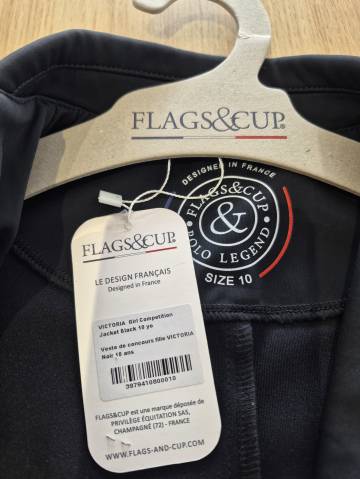 FLAGS&CUP.
DESIGNED IN FRANCE
FLAGS&CUP
&
POLO LEGEND
SIZE 10
FLAGS&CUP.
LE DESIGN FRANÇAIS
Designed in France
VICTORIA Girl Competition
Jacket Black 10 yo
Veste de concours fille VICTORIA
Noir 10 ans
3979410800010
FLAGS&CUP est une marque déposée de
PRIVILÈGE ÉQUITATION SAS,
CHAMPAGNÉ (72) - FRANCE
WWW.FLAGS-AND-CUP.COM